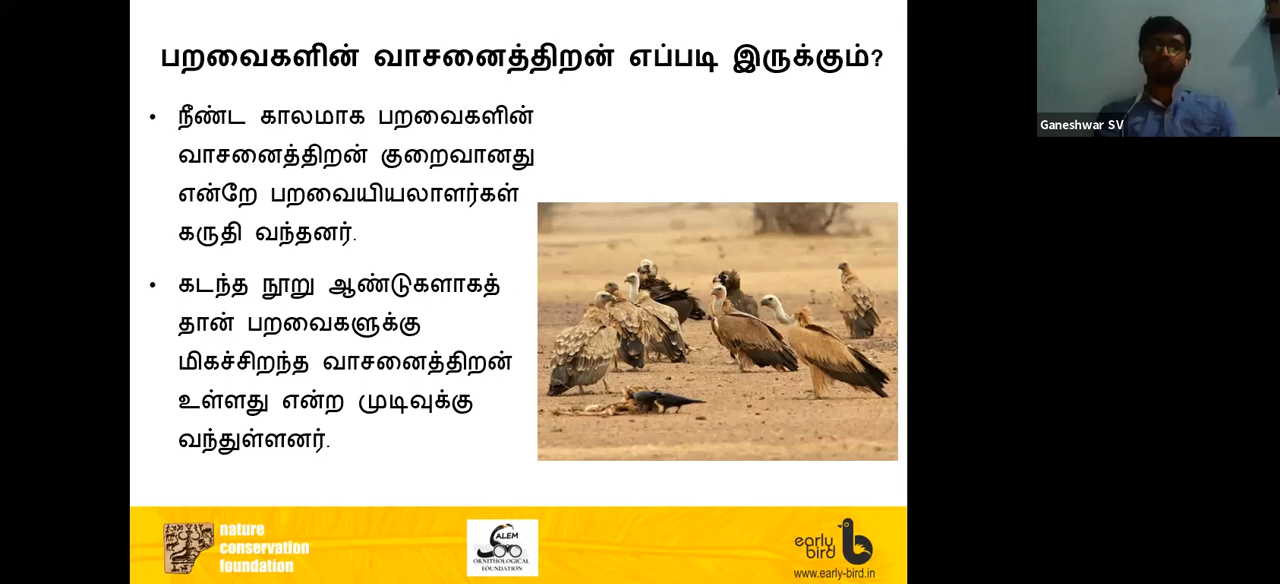 பறவைகளின் வாசனைத்திறன் எப்படி இருக்கும்?
• நீண்ட காலமாக பறவைகளின்
வாசனைத்திறன் குறைவானது
என்றே பறவையியலாளர்கள்
கருதி வந்தனர்.
• கடந்த நூறு ஆண்டுகளாகத்
தான் பறவைகளுக்கு
மிகச்சிறந்த வாசனைத்திறன்
உள்ளது என்ற முடிவுக்கு
வந்துள்ளனர்.
Ganeshwar SV
nature
conservation
foundation
SALEM
ORNITHOLOGICAL
FOUNDATION
early
bird
www.early-bird.in